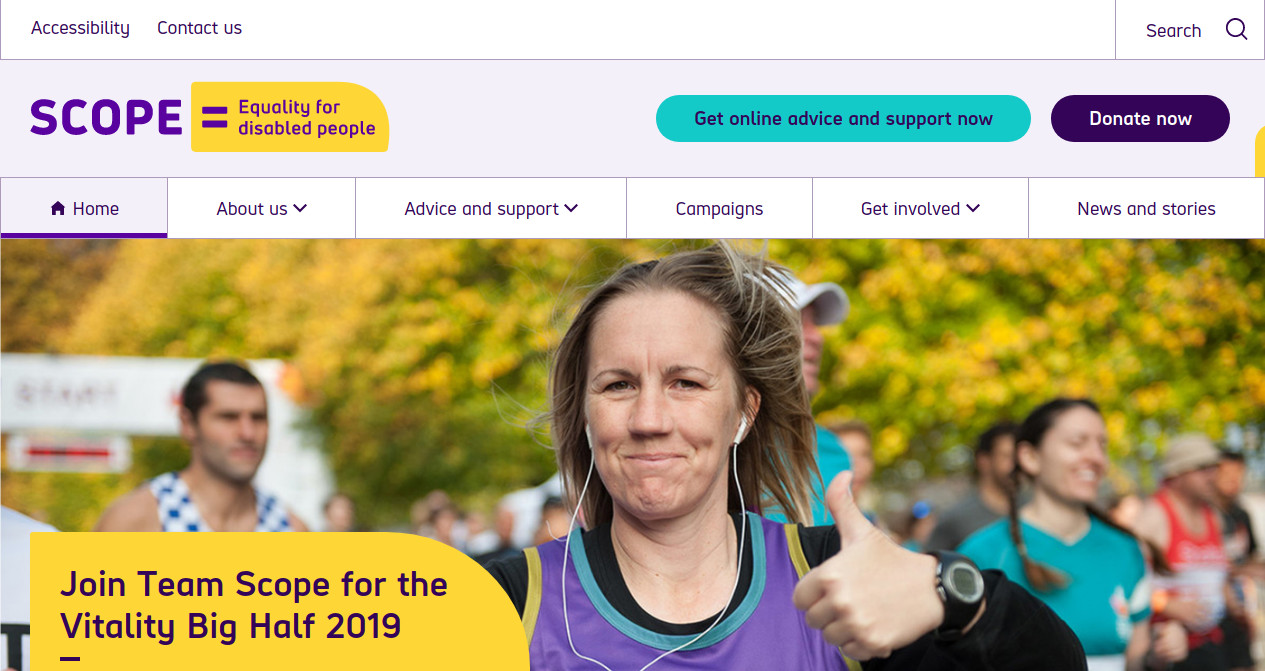 Accessibility
Contact us
Search
SCOPE
=
Equality for
disabled people
Get online advice and support now
Donate now
Home
About us
Advice and support
Campaigns
Get involved
News and stories
START
Join Team Scope for the
Vitality Big Half 2019